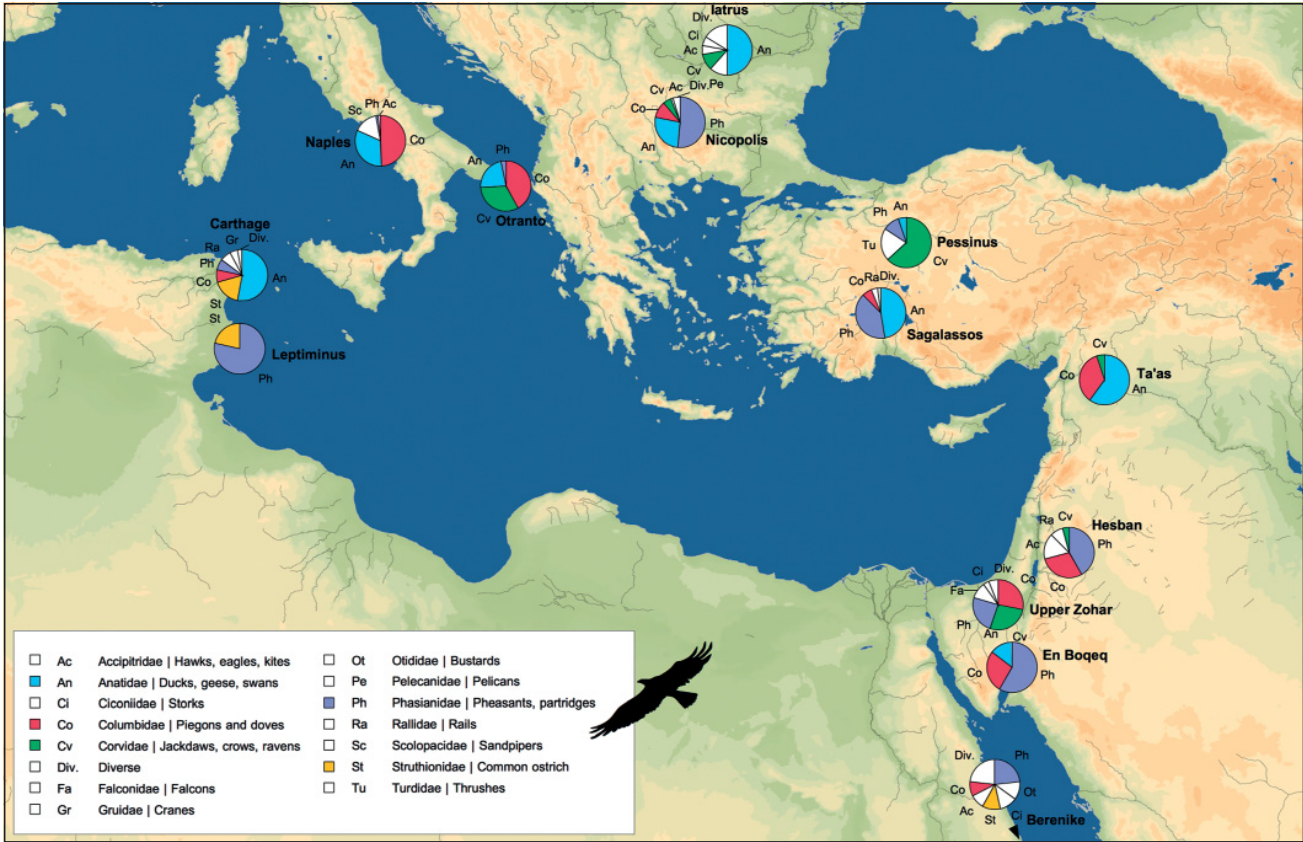 Div.
Iatrus
Ci
Ac
An
Cv
Cv Ac Div. Pe
Co
Ph
An
Nicopolis
Ph Ac
Sc
Naples
Co
An
Ph
An
Co
Cv
Otranto
Carthage
Gr Div.
Ra
Ph
An
Co
St
St
Leptiminus
Ph
Ph An
Tu
Pessinus
Cv
Co Ra Div.
An
Ph
Sagalassos
Cv
Co
Ta'as
An
Ra Cv
Hesban
Ac
Ph
Co
Ci Div.
Co
Fa
Upper Zohar
Ph
An
Cv
En Boqeq
Co
Ph
Div.
Ph
Co
Ot
Ac
St
Ci
Berenike
Ac Accipitridae | Hawks, eagles, kites
An Anatidae | Ducks, geese, swans
Ci Ciconiidae | Storks
Co Columbidae | Piegons and doves
Cv Corvidae | Jackdaws, crows, ravens
Div. Diverse
Fa Falconidae | Falcons
Gr Gruidae | Cranes
Ot Otididae | Bustards
Pe Pelecanidae | Pelicans
Ph Phasianidae | Pheasants, partridges
Ra Rallidae | Rails
Sc Scolopacidae | Sandpipers
St Struthionidae | Common ostrich
Tu Turdidae | Thrushes